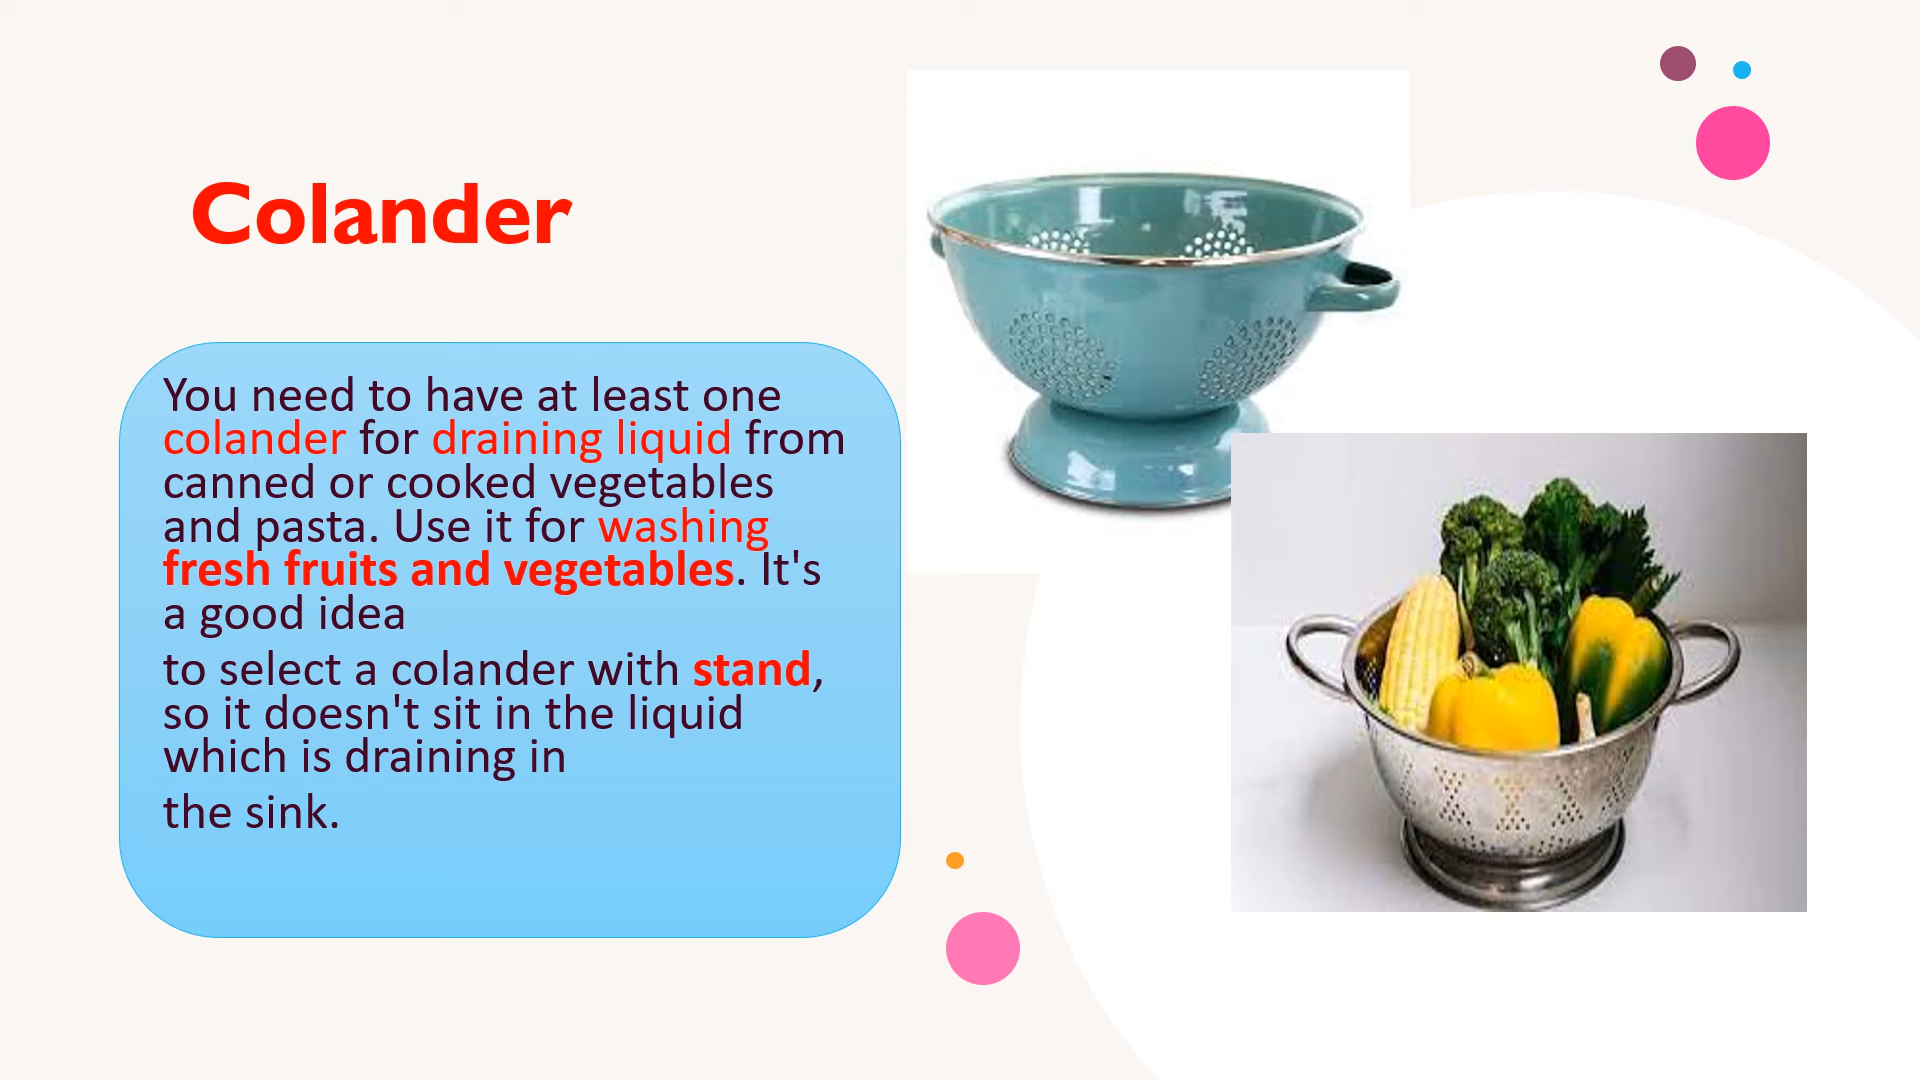 Colander
You need to have at least one
colander for draining liquid from
canned or cooked vegetables
and pasta. Use it for washing
fresh fruits and vegetables. It's
a good idea
to select a colander with stand,
so it doesn't sit in the liquid
which is draining in
the sink.